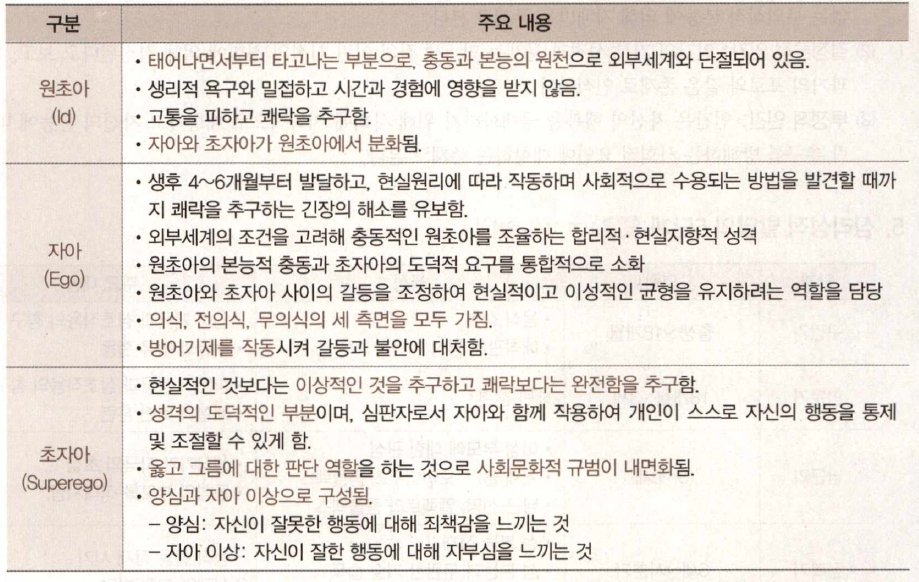 구분 주요 내용
원초아
(Id)
• 태어나면서부터 타고나는 부분으로, 충동과 본능의 원천으로 외부세계와 단절되어 있음.
• 생리적 욕구와 밀접하고 시간과 경험에 영향을 받지 않음.
• 고통을 피하고 쾌락을 추구함.
• 자아와 초자아가 원초아에서 분화됨.
자아
(Ego)
• 생후 4~6개월부터 발달하고, 현실원리에 따라 작동하며 사회적으로 수용되는 방법을 발견할 때까
지 쾌락을 추구하는 긴장의 해소를 유보함.
• 외부세계의 조건을 고려해 충동적인 원초아를 조율하는 합리적·현실지향적 성격
• 원초아의 본능적 충동과 초자아의 도덕적 요구를 통합적으로 소화
• 원초아와 초자아 사이의 갈등을 조정하여 현실적이고 이성적인 균형을 유지하려는 역할을 담당
• 의식, 전의식, 무의식의 세 측면을 모두 가짐.
• 방어기제를 작동시켜 갈등과 불안에 대처함.
초자아
(Superego)
• 현실적인 것보다는 이상적인 것을 추구하고 쾌락보다는 완전함을 추구함.
• 성격의 도덕적인 부분이며, 심판자로서 자아와 함께 작용하여 개인이 스스로 자신의 행동을 통제
및 조절할 수 있게 함.
• 옳고 그름에 대한 판단 역할을 하는 것으로 사회문화적 규범이 내면화됨.
• 양심과 자아 이상으로 구성됨.
– 양심: 자신이 잘못한 행동에 대해 죄책감을 느끼는 것
– 자아 이상: 자신이 잘한 행동에 대해 자부심을 느끼는 것